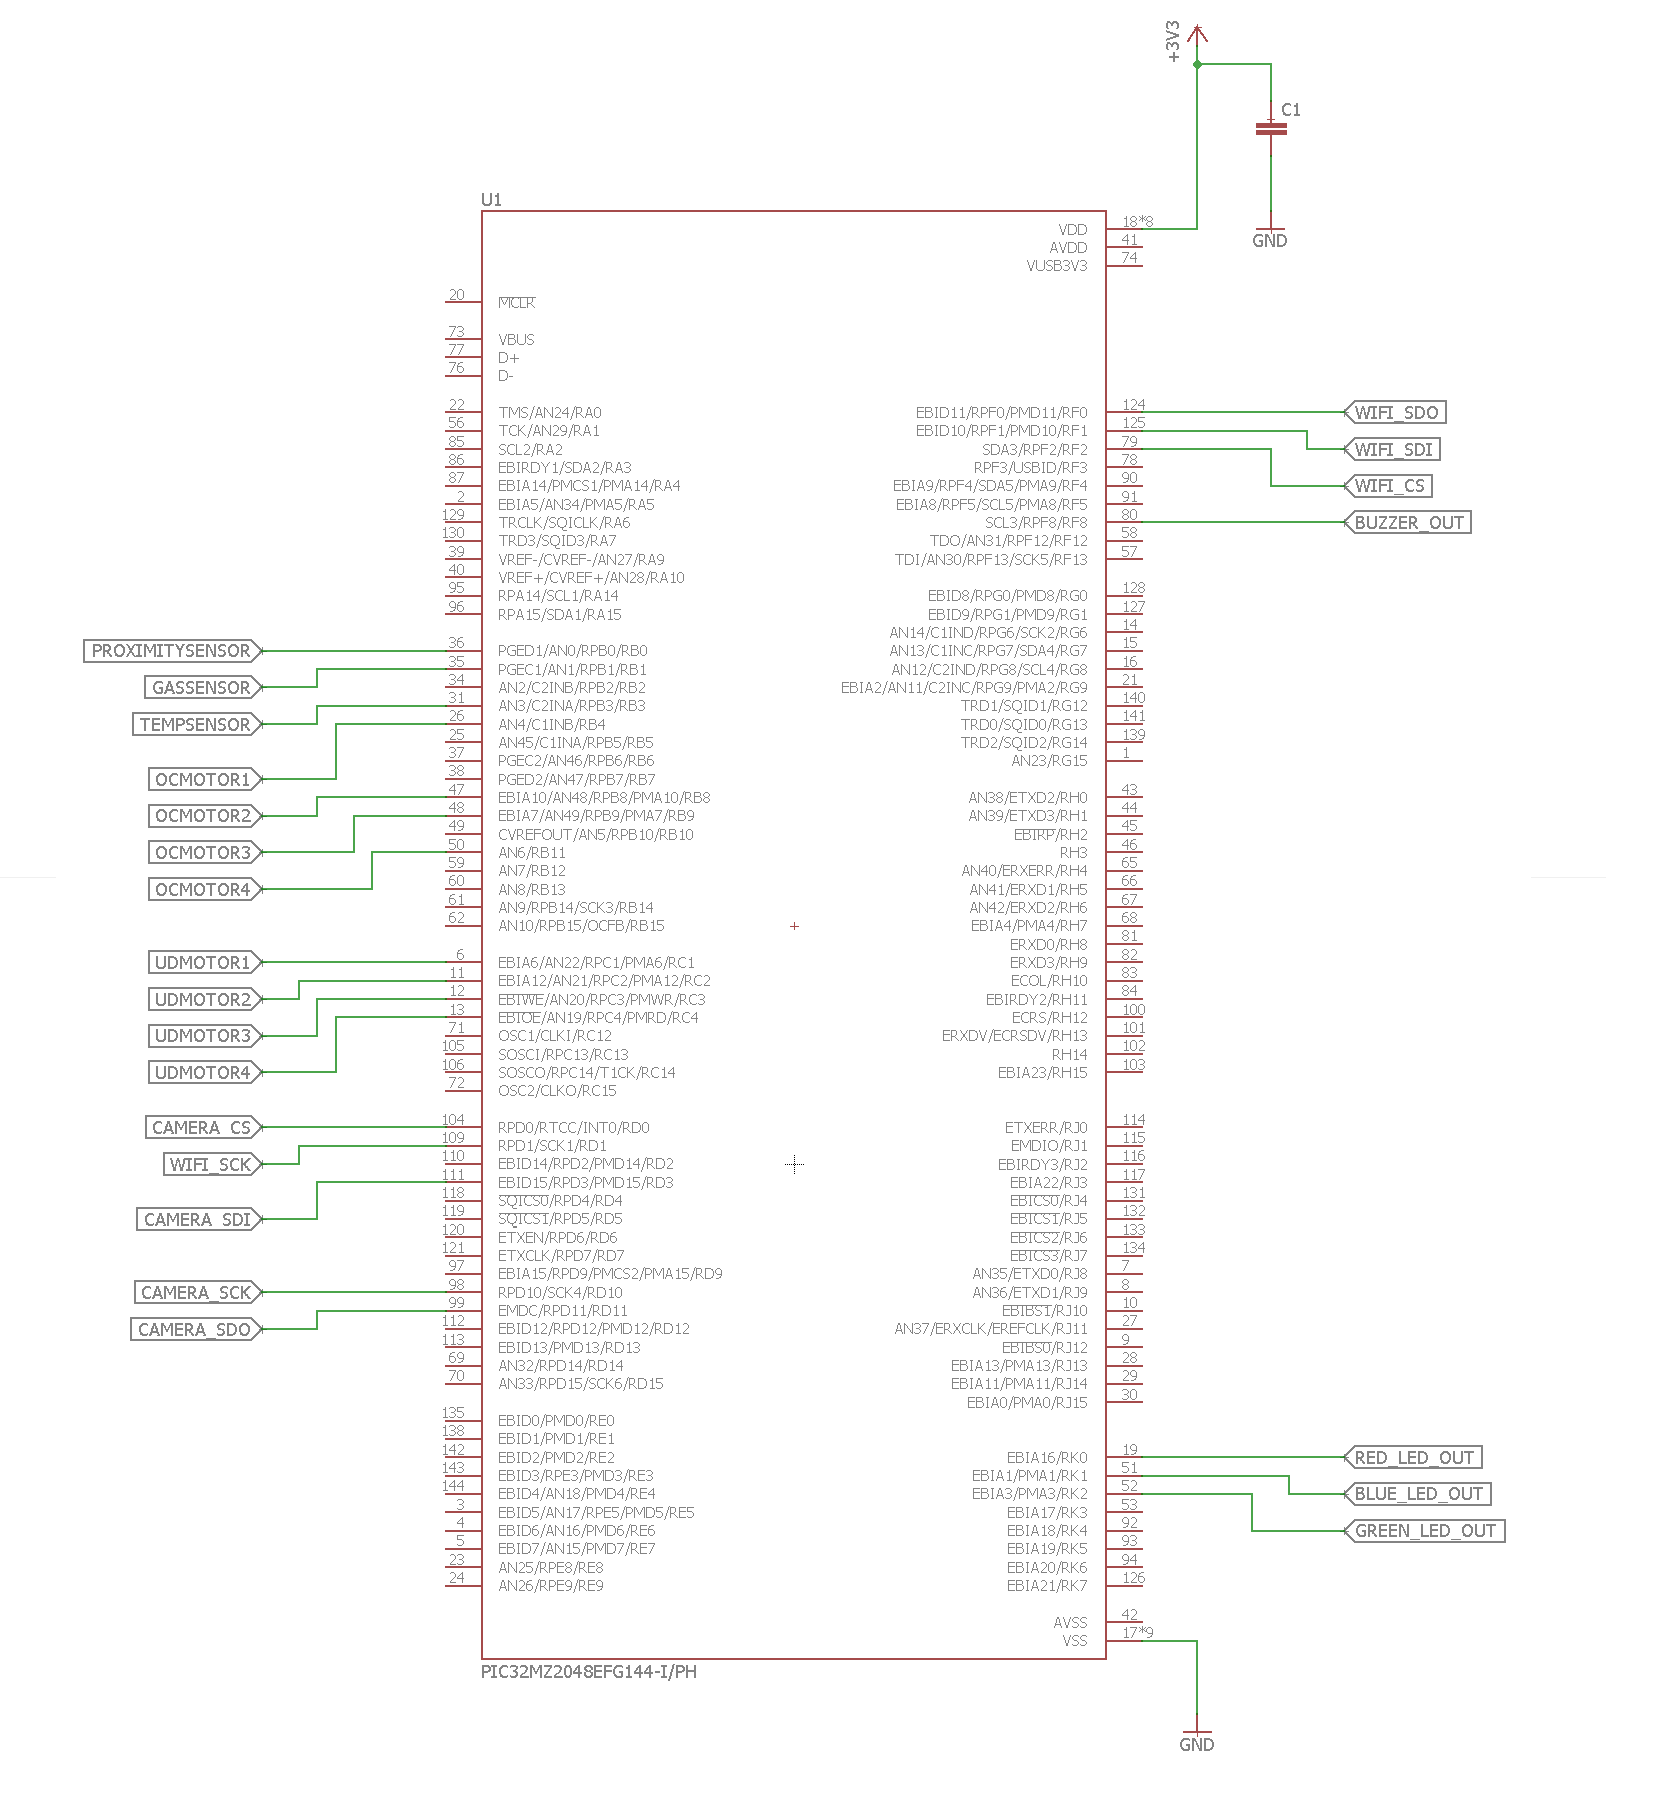 +3V3
C1
GND
U1
18*8 VDD
41 AVDD
74 VUSB3V3
20 MCLR
73 VBUS
77 D+
76 D-
22 TMS/AN24/RA0
56 TCK/AN29/RA1
85 SCL2/RA2
86 EBIRDY1/SDA2/RA3
87 EBIA14/PMCS1/PMA14/RA4
2 EBIA5/AN34/PMA5/RA5
129 TRCLK/SQICLK/RA6
130 TRD3/SQID3/RA7
39 VREF-/CVREF-/AN27/RA9
40 VREF+/CVREF+/AN28/RA10
95 RPA14/SCL1/RA14
96 RPA15/SDA1/RA15
PROXIMITYSENSOR 36 PGED1/AN0/RPB0/RB0
GASSENSOR 35 PGEC1/AN1/RPB1/RB1
34 AN2/C2INB/RPB2/RB2
TEMPSENSOR 31 AN3/C2INA/RPB3/RB3
OCMOTOR1 26 AN4/C1INB/RB4
25 AN45/C1INA/RPB5/RB5
37 PGEC2/AN46/RPB6/RB6
38 PGED2/AN47/RPB7/RB7
OCMOTOR2 47 EBIA10/AN48/RPB8/PMA10/RB8
OCMOTOR3 48 EBIA7/AN49/RPB9/PMA7/RB9
49 CVREFOUT/AN5/RPB10/RB10
OCMOTOR4 50 AN6/RB11
59 AN7/RB12
60 AN8/RB13
61 AN9/RPB14/SCK3/RB14
62 AN10/RPB15/OCFB/RB15
UDMOTOR1 6 EBIA6/AN22/RPC1/PMA6/RC1
UDMOTOR2 11 EBIA12/AN21/RPC2/PMA12/RC2
UDMOTOR3 12 EBIWE/AN20/RPC3/PMWR/RC3
UDMOTOR4 13 EBIOE/AN19/RPC4/PMRD/RC4
71 OSC1/CLKI/RC12
105 SOSCI/RPC13/RC13
106 SOSCO/RPC14/T1CK/RC14
72 OSC2/CLKO/RC15
CAMERA_CS 104 RPD0/RTCC/INT0/RD0
WIFI_SCK 109 RPD1/SCK1/RD1
110 EBID14/RPD2/PMD14/RD2
CAMERA_SDI 111 EBID15/RPD3/PMD15/RD3
118 SQICS0/RPD4/RD4
119 SQICS1/RPD5/RD5
120 ETXEN/RPD6/RD6
121 ETXCLK/RPD7/RD7
97 EBIA15/RPD9/PMCS2/PMA15/RD9
CAMERA_SCK 98 RPD10/SCK4/RD10
CAMERA_SDO 99 EMDC/RPD11/RD11
112 EBID12/RPD12/PMD12/RD12
113 EBID13/PMD13/RD13
69 AN32/RPD14/RD14
70 AN33/RPD15/SCK6/RD15
135 EBID0/PMD0/RE0
138 EBID1/PMD1/RE1
142 EBID2/PMD2/RE2
143 EBID3/RPE3/PMD3/RE3
144 EBID4/AN18/PMD4/RE4
3 EBID5/AN17/RPE5/PMD5/RE5
4 EBID6/AN16/PMD6/RE6
5 EBID7/AN15/PMD7/RE7
23 AN25/RPE8/RE8
24 AN26/RPE9/RE9
EBID11/RPF0/PMD11/RF0 124 WIFI_SDO
EBID10/RPF1/PMD10/RF1 125 WIFI_SDI
SDA3/RPF2/RF2 79 WIFI_CS
RPF3/USBID/RF3 78
EBIA9/RPF4/SDA5/PMA9/RF4 90
EBIA8/RPF5/SCL5/PMA8/RF5 91
SCL3/RPF8/RF8 80 BUZZER_OUT
TDO/AN31/RPF12/RF12 58
TDI/AN30/RPF13/SCK5/RF13 57
EBID8/RPG0/PMD8/RG0 128
EBID9/RPG1/PMD9/RG1 127
AN14/C1IND/RPG6/SCK2/RG6 14
AN13/C1INC/RPG7/SDA4/RG7 15
AN12/C2IND/RPG8/SCL4/RG8 16
EBIA2/AN11/C2INC/RPG9/PMA2/RG9 21
TRD1/SQID1/RG12 140
TRD0/SQID0/RG13 141
TRD2/SQID2/RG14 139
AN23/RG15 1
AN38/ETXD2/RH0 43
AN39/ETXD3/RH1 44
EBIRP/RH2 45
RH3 46
AN40/ERXERR/RH4 65
AN41/ERXD1/RH5 66
AN42/ERXD2/RH6 67
EBIA4/PMA4/RH7 68
ERXD0/RH8 81
ERXD3/RH9 82
ECOL/RH10 83
EBIRDY2/RH11 84
ECRS/RH12 100
ERXDV/ECRSDV/RH13 101
RH14 102
EBIA23/RH15 103
ETXERR/RJ0 114
EMDIO/RJ1 115
EBIRDY3/RJ2 116
EBIA22/RJ3 117
EBICS0/RJ4 131
EBICS1/RJ5 132
EBICS2/RJ6 133
EBICS3/RJ7 134
AN35/ETXD0/RJ8 7
AN36/ETXD1/RJ9 8
EBIBS1/RJ10 10
AN37/ERXCLK/EREFCLK/RJ11 27
EBIBS0/RJ12 9
EBIA13/PMA13/RJ13 28
EBIA11/PMA11/RJ14 29
EBIA0/PMA0/RJ15 30
EBIA16/RK0 19 RED_LED_OUT
EBIA1/PMA1/RK1 51 BLUE_LED_OUT
EBIA3/PMA3/RK2 52 GREEN_LED_OUT
EBIA17/RK3 53
EBIA18/RK4 92
EBIA19/RK5 93
EBIA20/RK6 94
EBIA21/RK7 126
AVSS 42
VSS 17*9
PIC32MZ2048EFG144-I/PH
GND